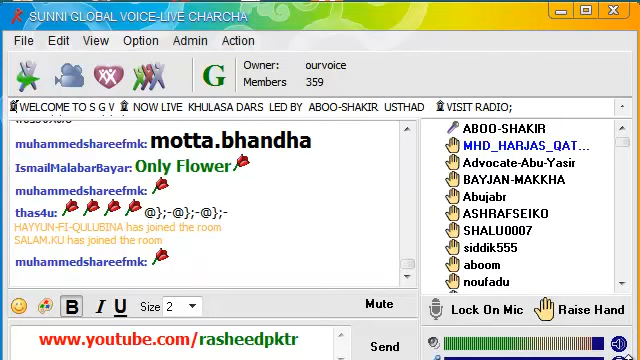 SUNNI GLOBAL VOICE-LIVE CHARCHA
File Edit View Option Admin Action
G
Owner: ourvoice
Members 359
WELCOME TO S G V NOW LIVE KHULASA DARS LED BY ABOO-SHAKIR USTHAD VISIT RADIO;
muhammedshareefmk: motta.bhandha
IsmailMalabarBayar: Only Flower
muhammedshareefmk:
thas4u: @};-@};-@};-
HAYYUN-FI-QULUBINA has joined the room
SALAM.KU has joined the room
muhammedshareefmk:
ABOO-SHAKIR
MHD_HARJAS_QAT...
Advocate-Abu-Yasir
BAYJAN-MAKKHA
Abujabr
ASHRAFSEIKO
SHALU0007
siddik555
aboom
noufadu
B I U Size 2 Mute
Lock On Mic Raise Hand
www.youtube.com/rasheedpktr
Send